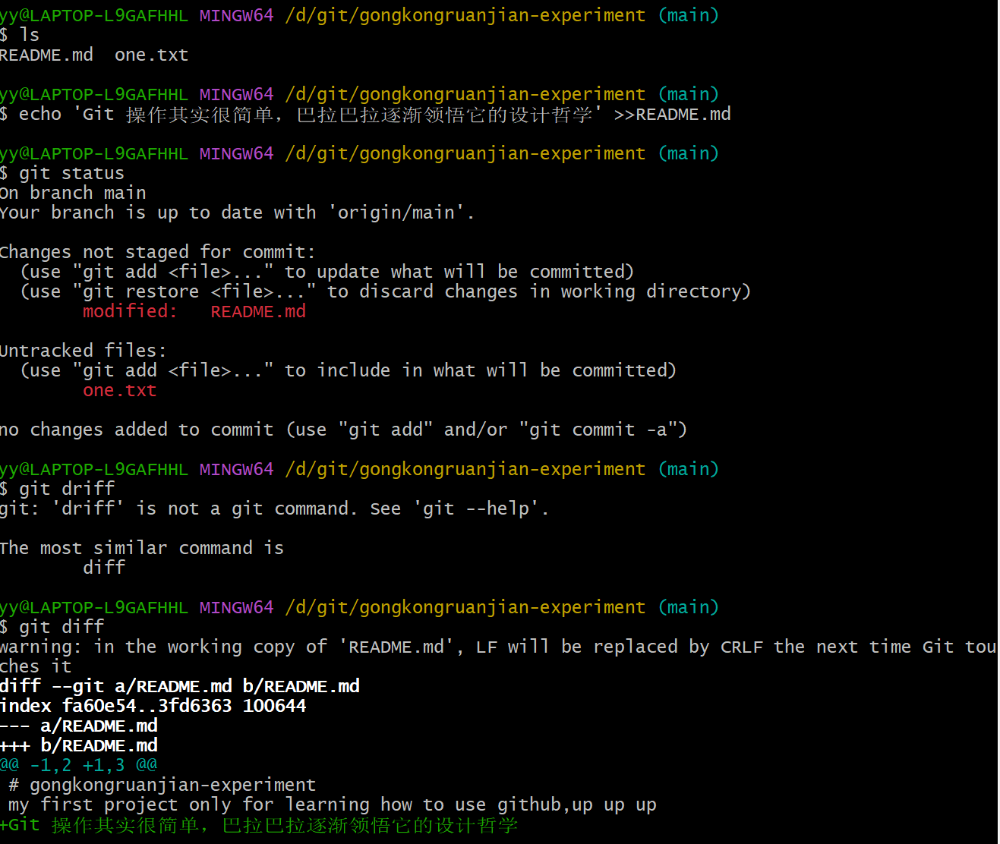 yy@LAPTOP-L9GAFHHL MINGW64 /d/git/gongkongruanjian-experiment (main)
$ ls
README.md  one.txt
yy@LAPTOP-L9GAFHHL MINGW64 /d/git/gongkongruanjian-experiment (main)
$ echo 'Git 操作其实很简单，巴拉巴拉逐渐领悟它的设计哲学' >>README.md
yy@LAPTOP-L9GAFHHL MINGW64 /d/git/gongkongruanjian-experiment (main)
$ git status
On branch main
Your branch is up to date with 'origin/main'.
Changes not staged for commit:
  (use "git add <file>..." to update what will be committed)
  (use "git restore <file>..." to discard changes in working directory)
        modified:   README.md
Untracked files:
  (use "git add <file>..." to include in what will be committed)
        one.txt
no changes added to commit (use "git add" and/or "git commit -a")
yy@LAPTOP-L9GAFHHL MINGW64 /d/git/gongkongruanjian-experiment (main)
$ git driff
git: 'driff' is not a git command. See 'git --help'.
The most similar command is
        diff
yy@LAPTOP-L9GAFHHL MINGW64 /d/git/gongkongruanjian-experiment (main)
$ git diff
warning: in the working copy of 'README.md', LF will be replaced by CRLF the next time Git tou
ches it
diff --git a/README.md b/README.md
index fa60e54..3fd6363 100644
--- a/README.md
+++ b/README.md
@@ -1,2 +1,3 @@
 # gongkongruanjian-experiment
 my first project only for learning how to use github,up up up
+Git 操作其实很简单，巴拉巴拉逐渐领悟它的设计哲学